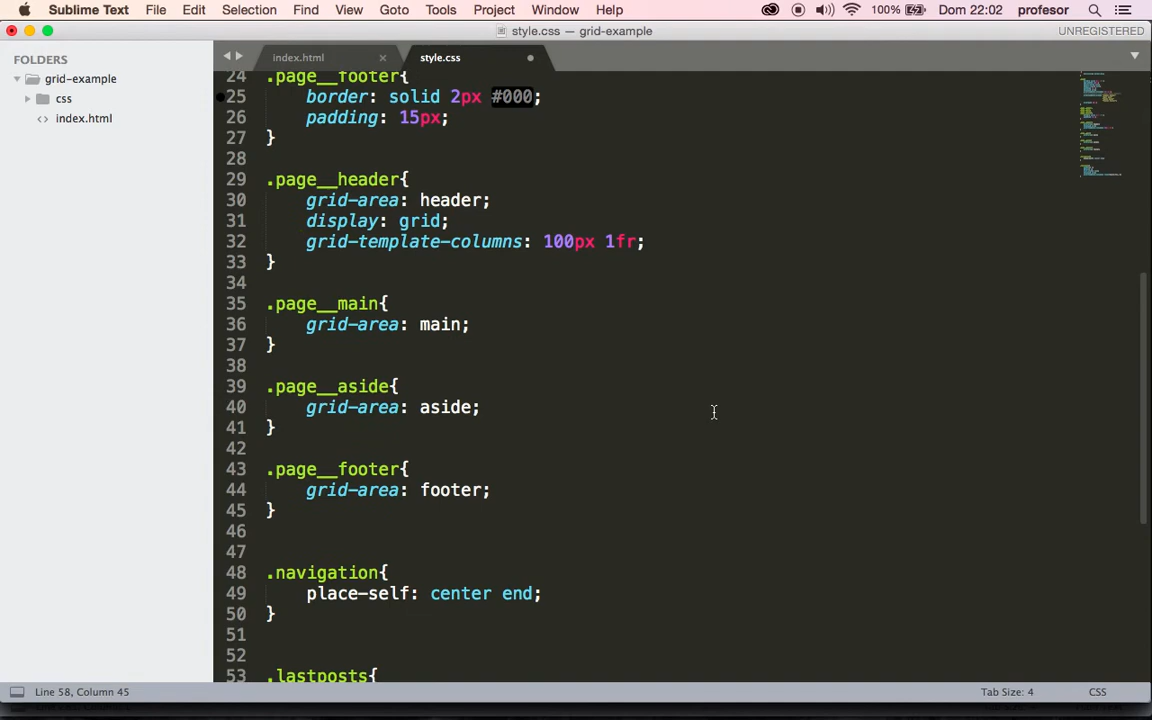 Sublime Text File Edit Selection Find View Goto Tools Project Window Help 100% Dom 22:02 profesor
style.css — grid-example UNREGISTERED
FOLDERS
grid-example
css
index.html
index.html × style.css
24 .page__footer{
25 border: solid 2px #000;
26 padding: 15px;
27 }
28
29 .page__header{
30 grid-area: header;
31 display: grid;
32 grid-template-columns: 100px 1fr;
33 }
34
35 .page__main{
36 grid-area: main;
37 }
38
39 .page__aside{
40 grid-area: aside;
41 }
42
43 .page__footer{
44 grid-area: footer;
45 }
46
47
48 .navigation{
49 place-self: center end;
50 }
51
52
53 .lastposts{
Line 58, Column 45 Tab Size: 4 CSS